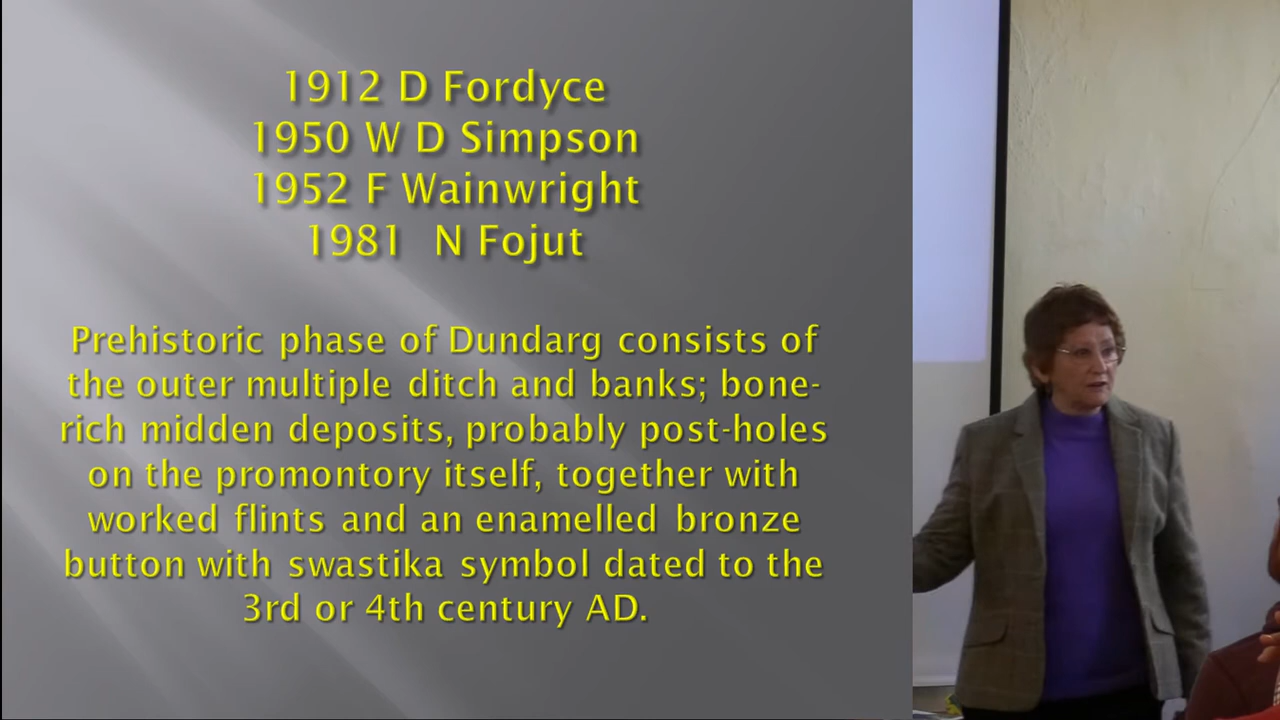 1912 D Fordyce
1950 W D Simpson
1952 F Wainwright
1981 N Fojut
Prehistoric phase of Dundarg consists of
the outer multiple ditch and banks; bone-
rich midden deposits, probably post-holes
on the promontory itself, together with
worked flints and an enamelled bronze
button with swastika symbol dated to the
3rd or 4th century AD.